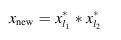 x_new = x*_{l_1} * x*_{l_2}